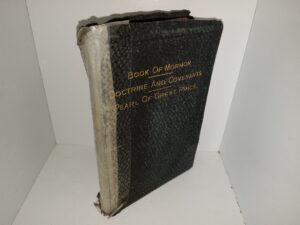 BOOK OF MORMON
DOCTRINE AND COVENANTS
PEARL OF GREAT PRICE